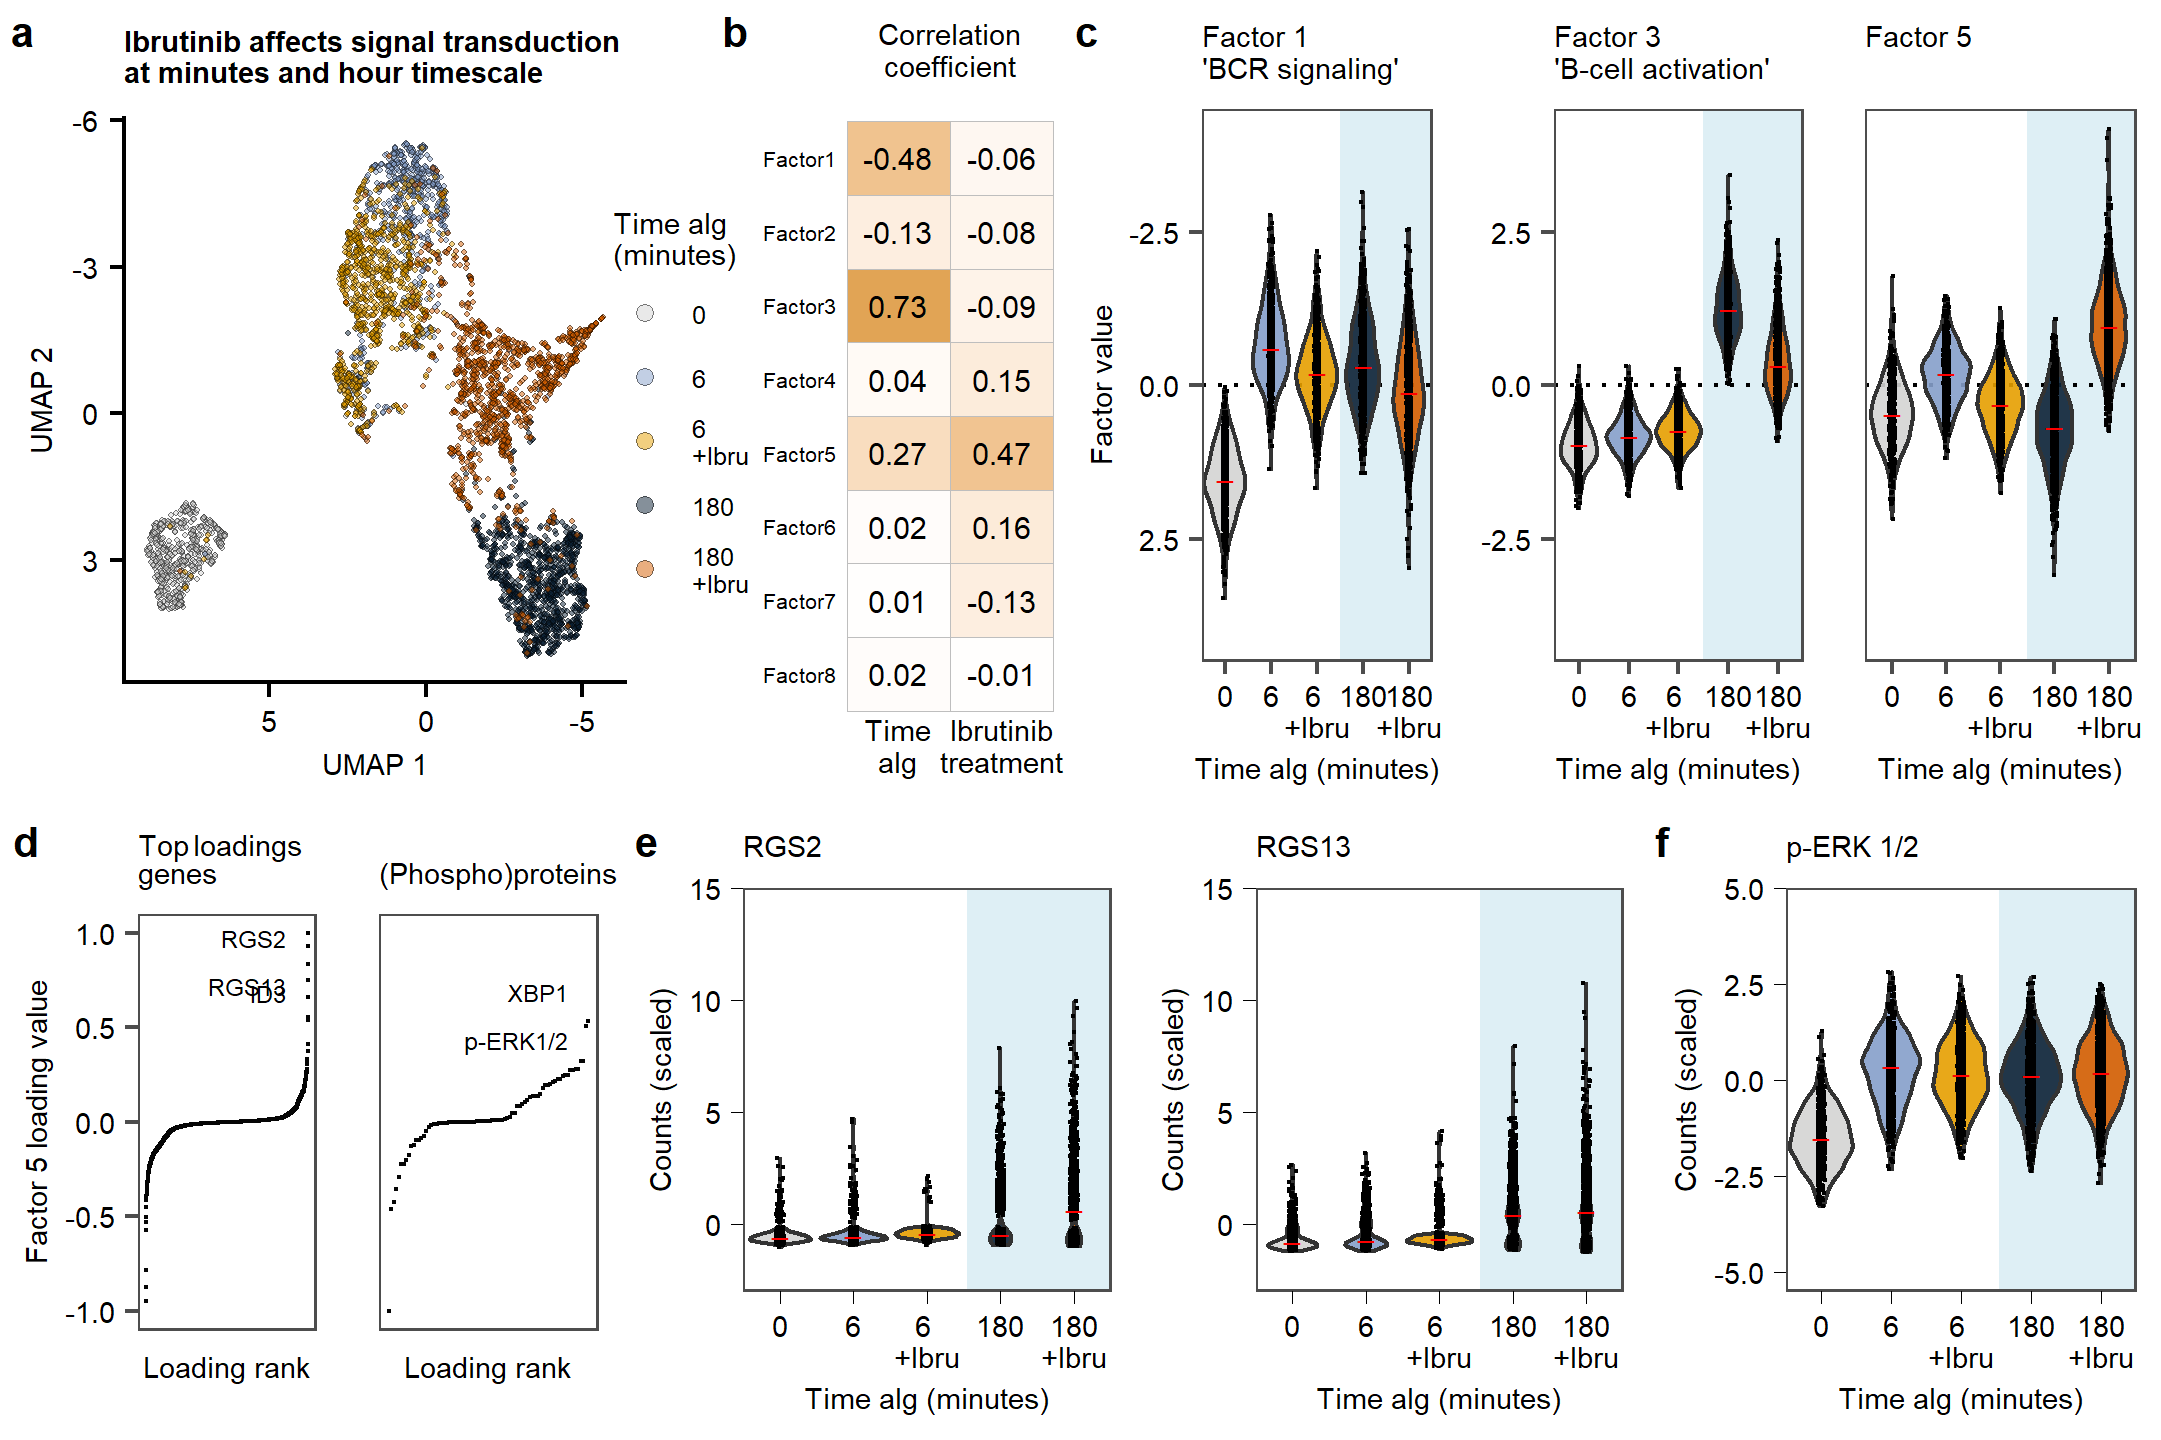 a
Ibrutinib affects signal transduction
at minutes and hour timescale
-6
-3
0
3
UMAP 2
5
0
-5
UMAP 1
Time alg
(minutes)
0
6
6
+Ibru
180
180
+Ibru
b
Correlation
coefficient
Factor1 -0.48 -0.06
Factor2 -0.13 -0.08
Factor3 0.73 -0.09
Factor4 0.04 0.15
Factor5 0.27 0.47
Factor6 0.02 0.16
Factor7 0.01 -0.13
Factor8 0.02 -0.01
Time
alg
Ibrutinib
treatment
c
Factor 1
'BCR signaling'
Factor value
-2.5
0.0
2.5
0 6 6 180 180
+Ibru +Ibru
Time alg (minutes)
Factor 3
'B-cell activation'
2.5
0.0
-2.5
0 6 6 180 180
+Ibru +Ibru
Time alg (minutes)
Factor 5
0 6 6 180 180
+Ibru +Ibru
Time alg (minutes)
d
Top loadings
genes
Factor 5 loading value
1.0
0.5
0.0
-0.5
-1.0
RGS2
RGS13
ID3
Loading rank
(Phospho)proteins
XBP1
p-ERK1/2
Loading rank
e
RGS2
Counts (scaled)
15
10
5
0
0 6 6 180 180
+Ibru +Ibru
Time alg (minutes)
RGS13
Counts (scaled)
15
10
5
0
0 6 6 180 180
+Ibru +Ibru
Time alg (minutes)
f
p-ERK 1/2
Counts (scaled)
5.0
2.5
0.0
-2.5
-5.0
0 6 6 180 180
+Ibru +Ibru
Time alg (minutes)